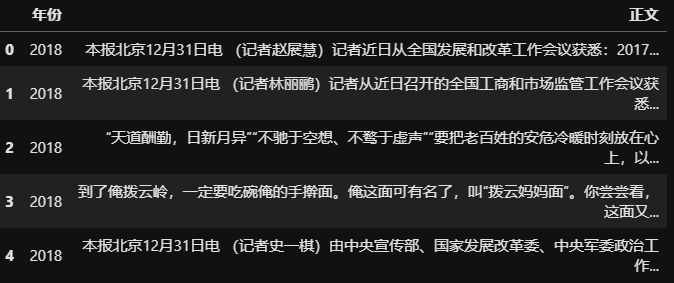 年份 正文
0 2018 本报北京12月31日电 （记者赵展慧）记者近日从全国发展和改革工作会议获悉：2017...
1 2018 本报北京12月31日电 （记者林丽鹂）记者从近日召开的全国工商和市场监管工作会议获
悉...
2 2018 “天道酬勤，日新月异”“不驰于空想、不骛于虚声”“要把老百姓的安危冷暖时刻放在心
上，以...
3 2018 到了俺拨云岭，一定要吃碗俺的手擀面。俺这面可有名了，叫“拨云妈妈面”。你尝尝看，
这面又...
4 2018 本报北京12月31日电 （记者史一棋）由中央宣传部、国家发展改革委、中央军委政治工
作...